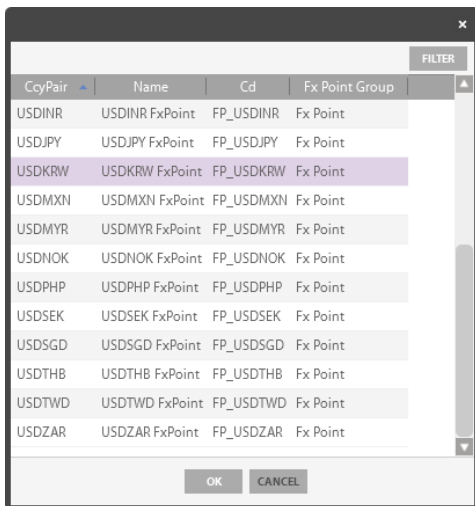 ×
FILTER
CcyPair Name Cd Fx Point Group
USDINR USDINR FxPoint FP_USDINR Fx Point
USDJPY USDJPY FxPoint FP_USDJPY Fx Point
USDKRW USDKRW FxPoint FP_USDKRW Fx Point
USDMXN USDMXN FxPoint FP_USDMXN Fx Point
USDMYR USDMYR FxPoint FP_USDMYR Fx Point
USDNOK USDNOK FxPoint FP_USDNOK Fx Point
USDPHP USDPHP FxPoint FP_USDPHP Fx Point
USDSEK USDSEK FxPoint FP_USDSEK Fx Point
USDSGD USDSGD FxPoint FP_USDSGD Fx Point
USDTHB USDTHB FxPoint FP_USDTHB Fx Point
USDTWD USDTWD FxPoint FP_USDTWD Fx Point
USDZAR USDZAR FxPoint FP_USDZAR Fx Point
OK CANCEL